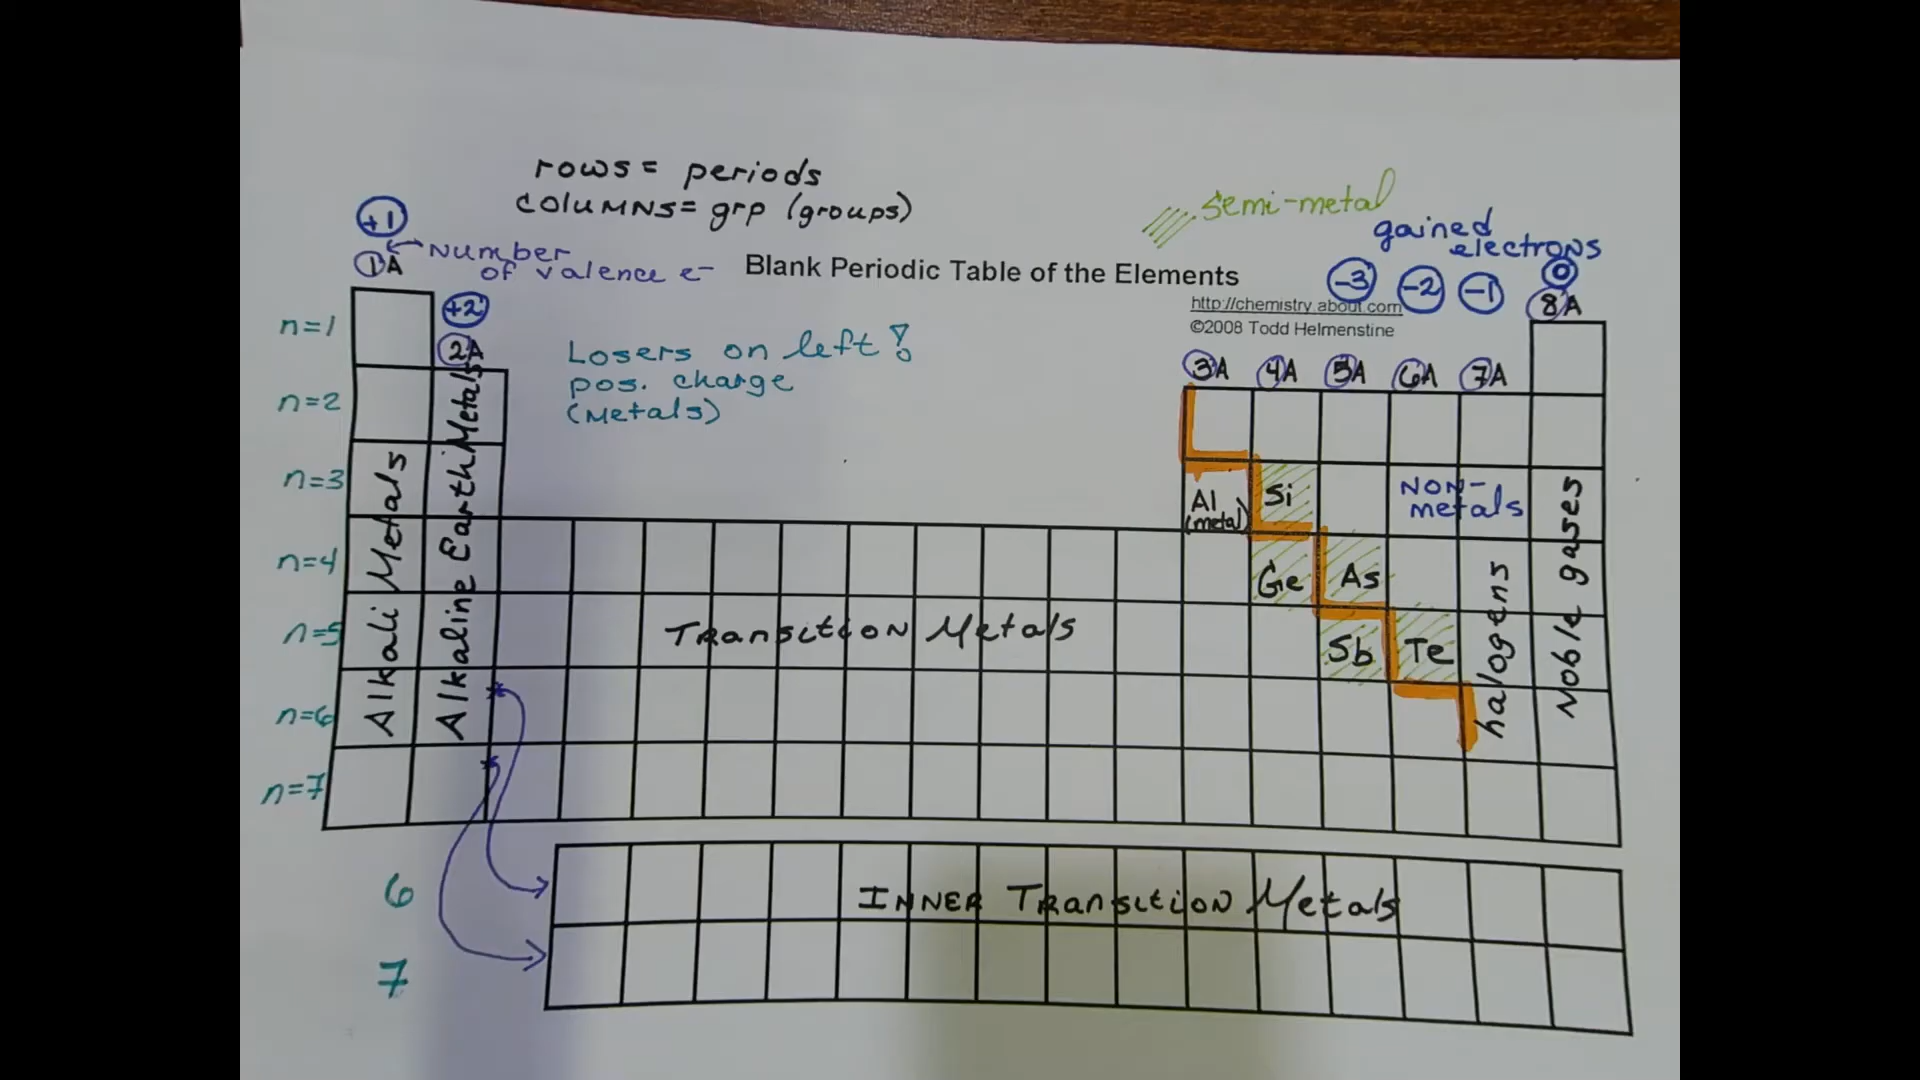 rows = periods
columns = grp (groups)
semi-metal
gained
electrons
+1
1A
Number
of valence e-
Blank Periodic Table of the Elements
-3 -2 -1 0
http://chemistry.about.com
©2008 Todd Helmenstine
8A
n=1
+2
2A
Losers on left!
pos. charge
(Metals)
3A 4A 5A 6A 7A
n=2
n=3
Al
(metal)
Si
NON-
metals
n=4
Ge As
n=5
Transition Metals
Sb Te
Alkali Metals
Alkaline Earth Metals
halogens
Noble gases
n=6
n=7
6
Inner Transition Metals
7